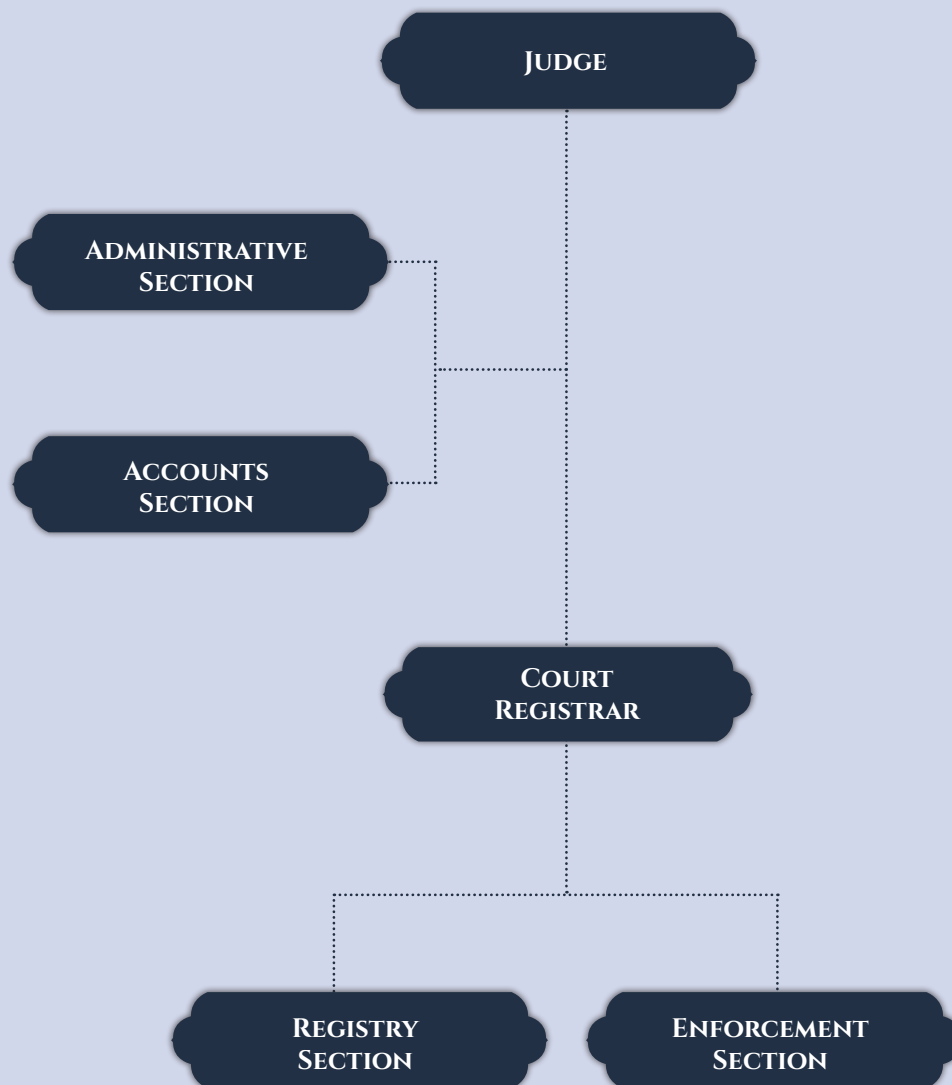 Judge
Administrative
Section
Accounts
Section
Court
Registrar
Registry
Section
Enforcement
Section